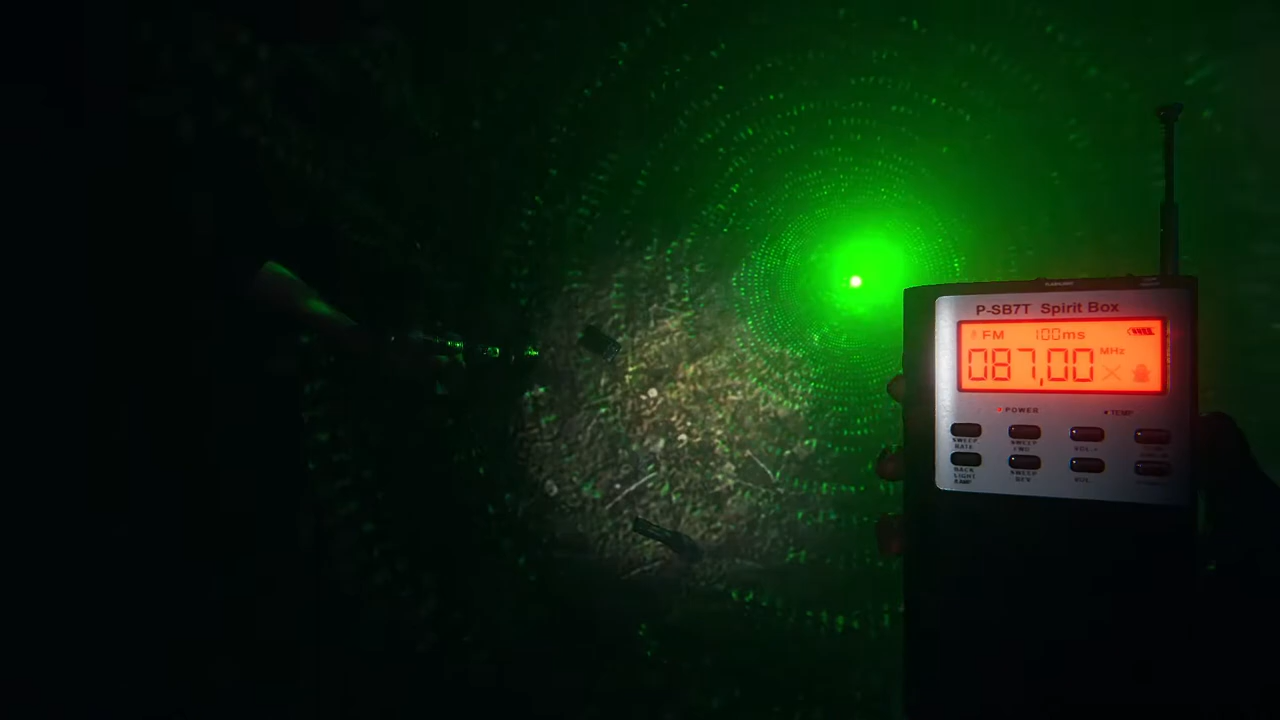 P-SB7T Spirit Box
FM 100ms
087,00 MHz
POWER
TEMP
SWEEP RATE
SWEEP FWD
VOL.+
BACK LIGHT &AMP
SWEEP REV
VOL.